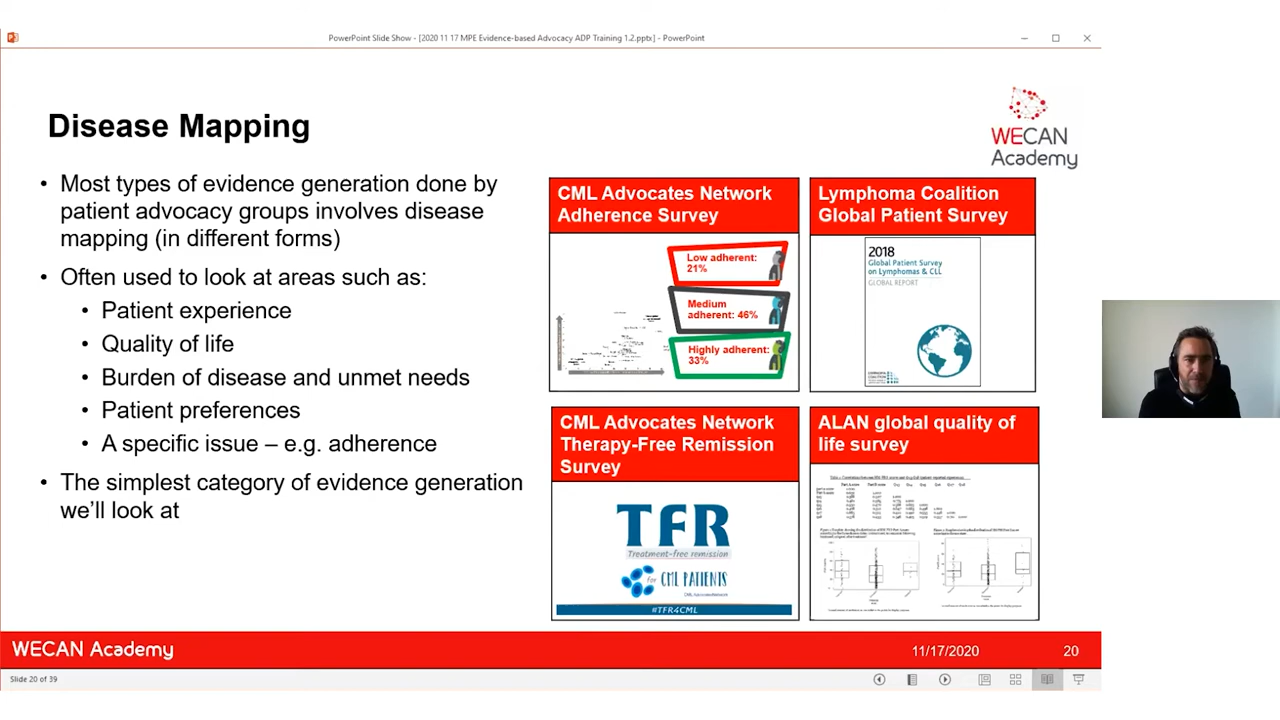 PowerPoint Slide Show - [2020 11 17 MPE Evidence-based Advocacy ADP Training 1.2.pptx] - PowerPoint
WECAN
Academy
Disease Mapping
• Most types of evidence generation done by
patient advocacy groups involves disease
mapping (in different forms)
• Often used to look at areas such as:
• Patient experience
• Quality of life
• Burden of disease and unmet needs
• Patient preferences
• A specific issue – e.g. adherence
• The simplest category of evidence generation
we'll look at
CML Advocates Network
Adherence Survey
Low adherent:
21%
Medium
adherent: 46%
Highly adherent:
33%
Lymphoma Coalition
Global Patient Survey
2018
Global Patient Survey
on Lymphomas & CLL
GLOBAL REPORT
CML Advocates Network
Therapy-Free Remission
Survey
TFR
Treatment-free remission
for CML PATIENTS
#TFR4CML
ALAN global quality of
life survey
WECAN Academy
11/17/2020
20
Slide 20 of 39